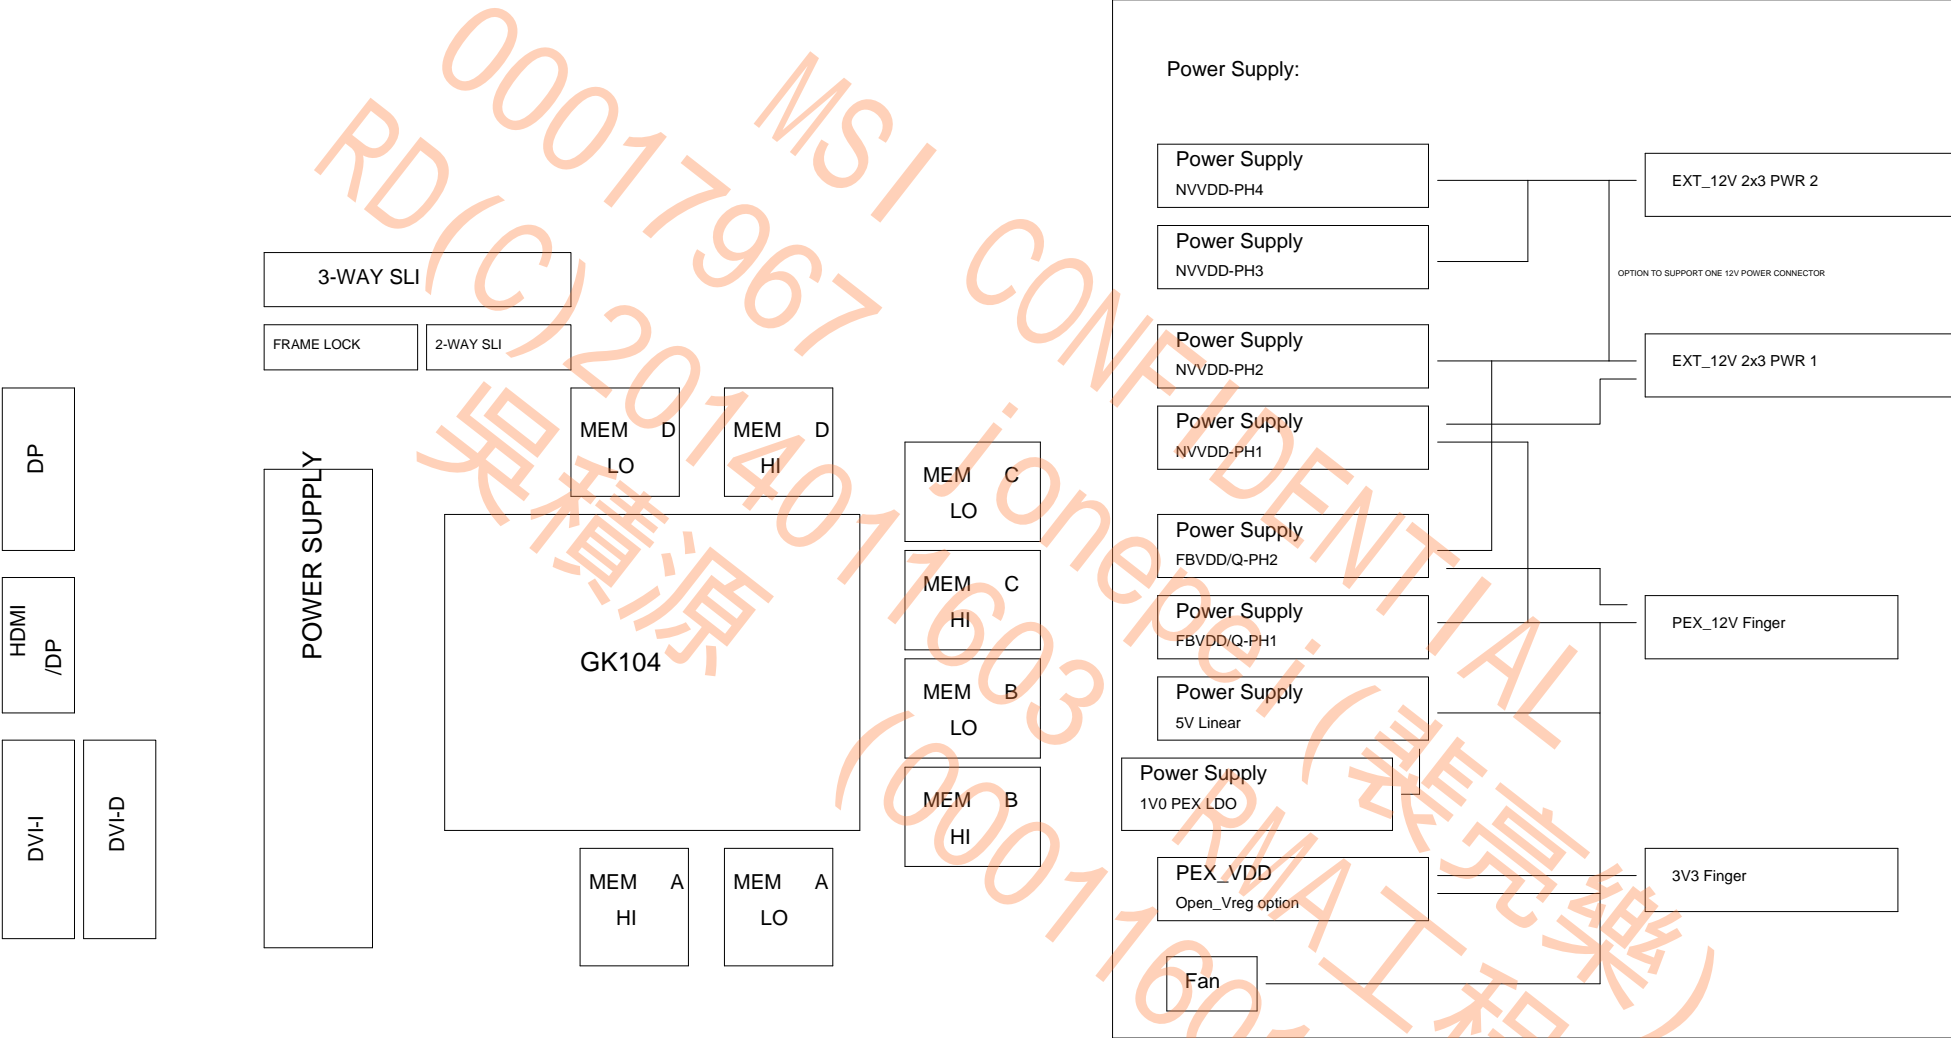 3-WAY SLI
FRAME LOCK
2-WAY SLI
DP
HDMI
/DP
DVI-I
DVI-D
POWER SUPPLY
MEM D
LO
MEM D
HI
MEM C
LO
MEM C
HI
MEM B
LO
MEM B
HI
GK104
MEM A
HI
MEM A
LO
Power Supply:
Power Supply
NVVDD-PH4
Power Supply
NVVDD-PH3
Power Supply
NVVDD-PH2
Power Supply
NVVDD-PH1
Power Supply
FBVDD/Q-PH2
Power Supply
FBVDD/Q-PH1
Power Supply
5V Linear
Power Supply
1V0 PEX LDO
PEX_VDD
Open_Vreg option
Fan
EXT_12V 2x3 PWR 2
OPTION TO SUPPORT ONE 12V POWER CONNECTOR
EXT_12V 2x3 PWR 1
PEX_12V Finger
3V3 Finger
MSI CONFIDENTIAL
00017967 jonepei(裴亮樂)
RD(C)2014011603 RMA工程
吳積源 (00011601